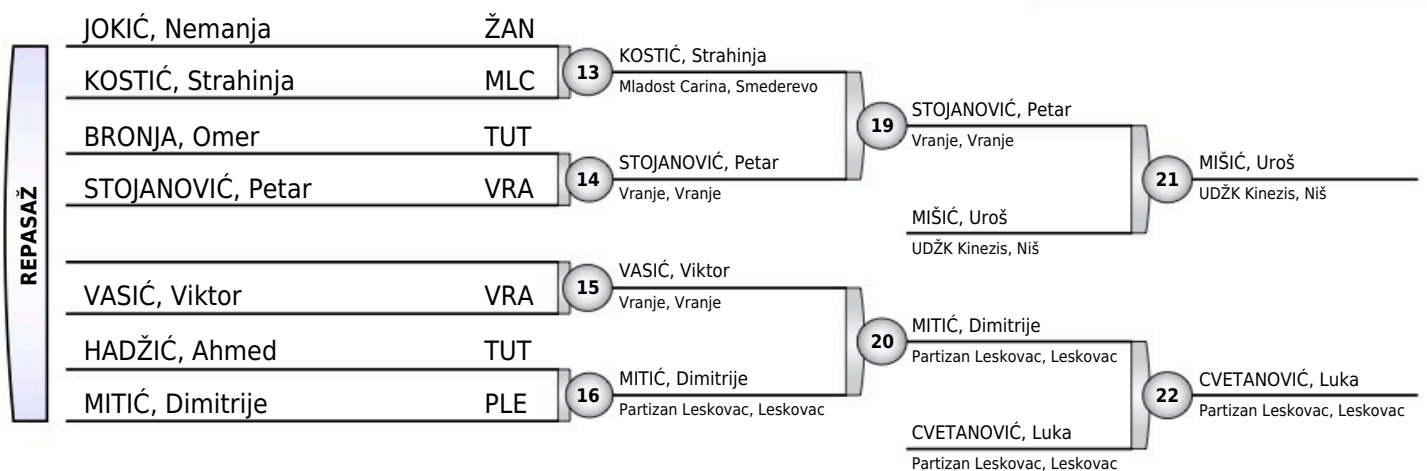 REPASAŽ
JOKIĆ, Nemanja ŽAN
KOSTIĆ, Strahinja MLC
BRONJA, Omer TUT
STOJANOVIĆ, Petar VRA
VASIĆ, Viktor VRA
HADŽIĆ, Ahmed TUT
MITIĆ, Dimitrije PLE
13
KOSTIĆ, Strahinja
Mladost Carina, Smederevo
14
STOJANOVIĆ, Petar
Vranje, Vranje
15
VASIĆ, Viktor
Vranje, Vranje
16
MITIĆ, Dimitrije
Partizan Leskovac, Leskovac
19
STOJANOVIĆ, Petar
Vranje, Vranje
MIŠIĆ, Uroš
UDŽK Kinezis, Niš
20
MITIĆ, Dimitrije
Partizan Leskovac, Leskovac
CVETANOVIĆ, Luka
Partizan Leskovac, Leskovac
21
MIŠIĆ, Uroš
UDŽK Kinezis, Niš
22
CVETANOVIĆ, Luka
Partizan Leskovac, Leskovac